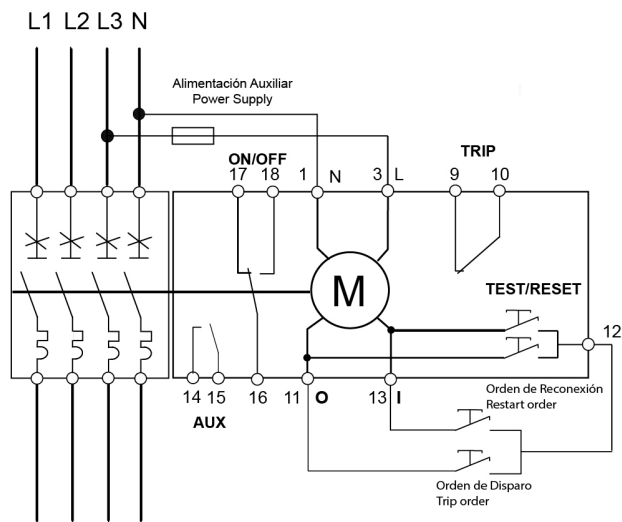 L1 L2 L3 N
Alimentación Auxiliar
Power Supply
ON/OFF
TRIP
17 18 1 N 3 L 9 10
M
TEST/RESET
12
14 15 16 11 O 13 I
AUX
Orden de Reconexión
Restart order
Orden de Disparo
Trip order